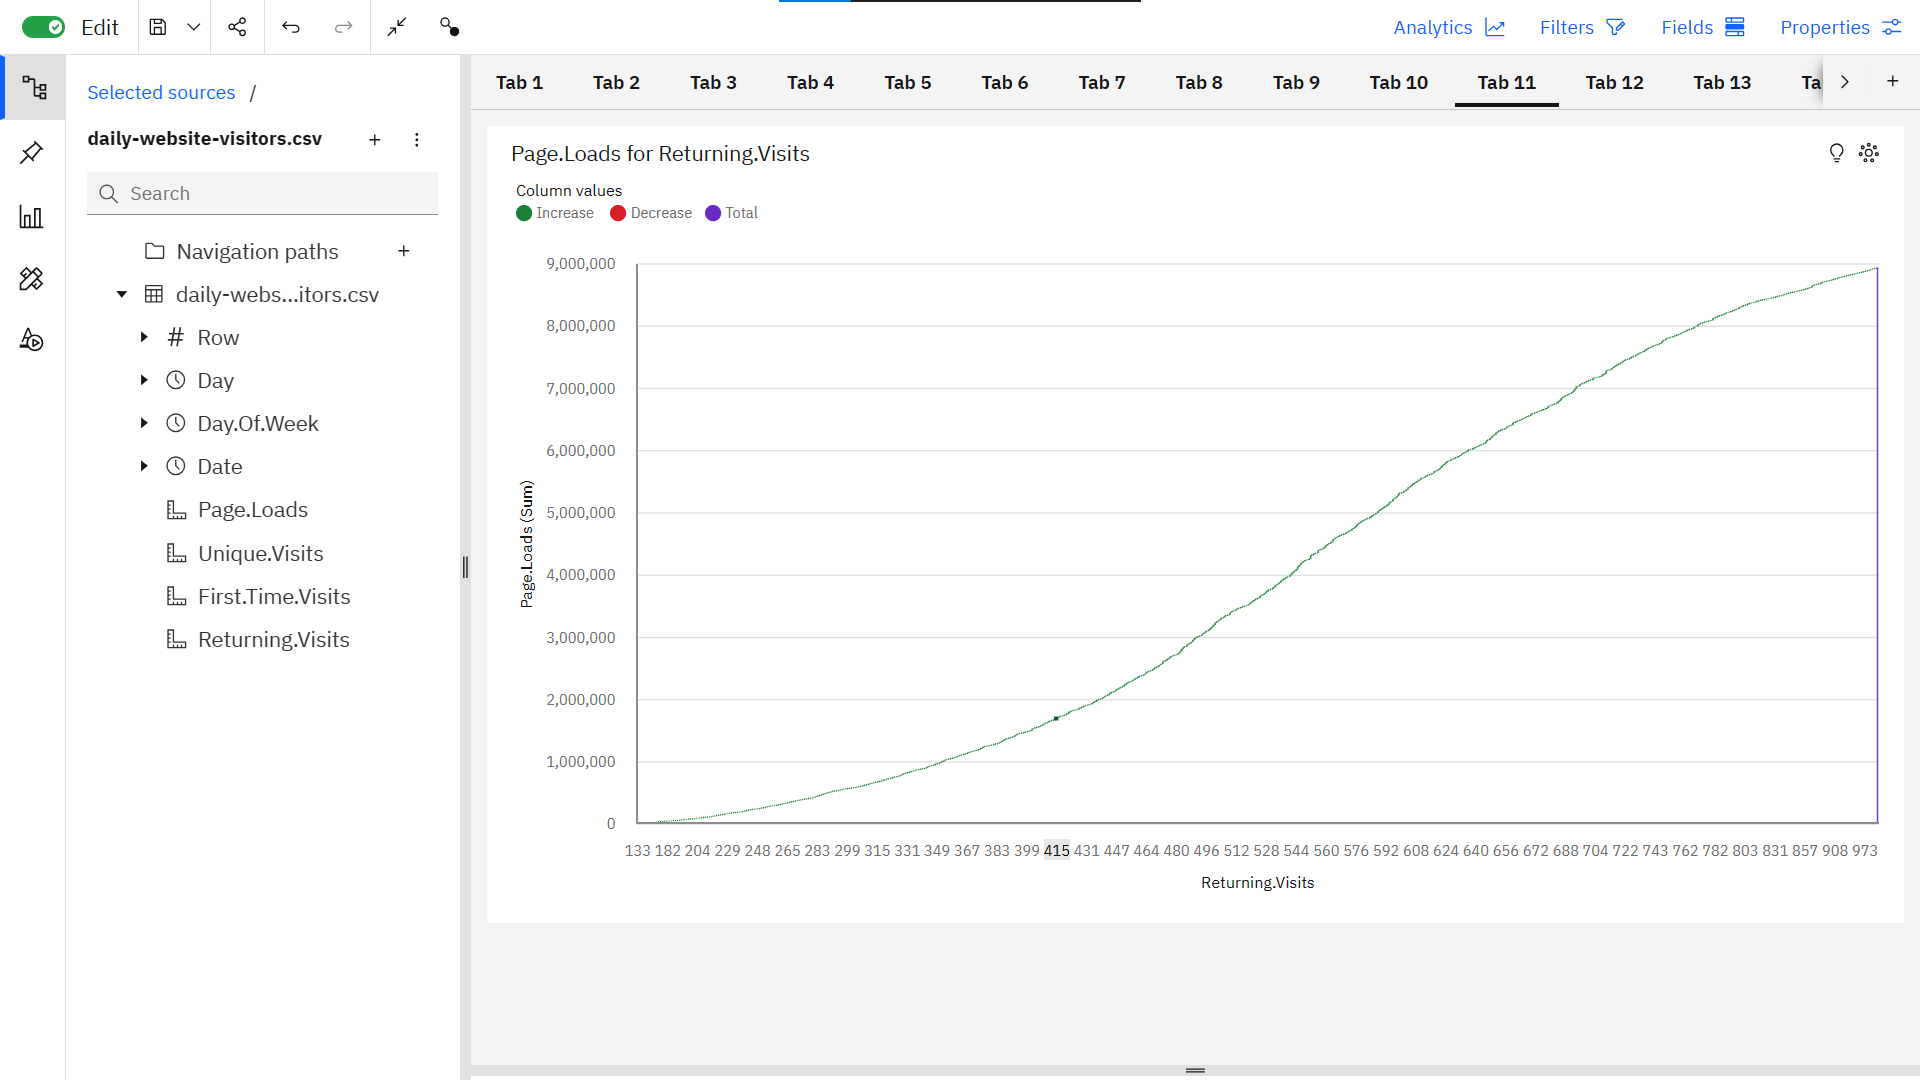 Edit
Analytics
Filters
Fields
Properties
Selected sources /
daily-website-visitors.csv
Search
Navigation paths
daily-webs...itors.csv
Row
Day
Day.Of.Week
Date
Page.Loads
Unique.Visits
First.Time.Visits
Returning.Visits
Tab 1 Tab 2 Tab 3 Tab 4 Tab 5 Tab 6 Tab 7 Tab 8 Tab 9 Tab 10 Tab 11 Tab 12 Tab 13 Ta
Page.Loads for Returning.Visits
Column values
Increase Decrease Total
Page.Loads (Sum)
9,000,000
8,000,000
7,000,000
6,000,000
5,000,000
4,000,000
3,000,000
2,000,000
1,000,000
0
133 182 204 229 248 265 283 299 315 331 349 367 383 399 415 431 447 464 480 496 512 528 544 560 576 592 608 624 640 656 672 688 704 722 743 762 782 803 831 857 908 973
Returning.Visits